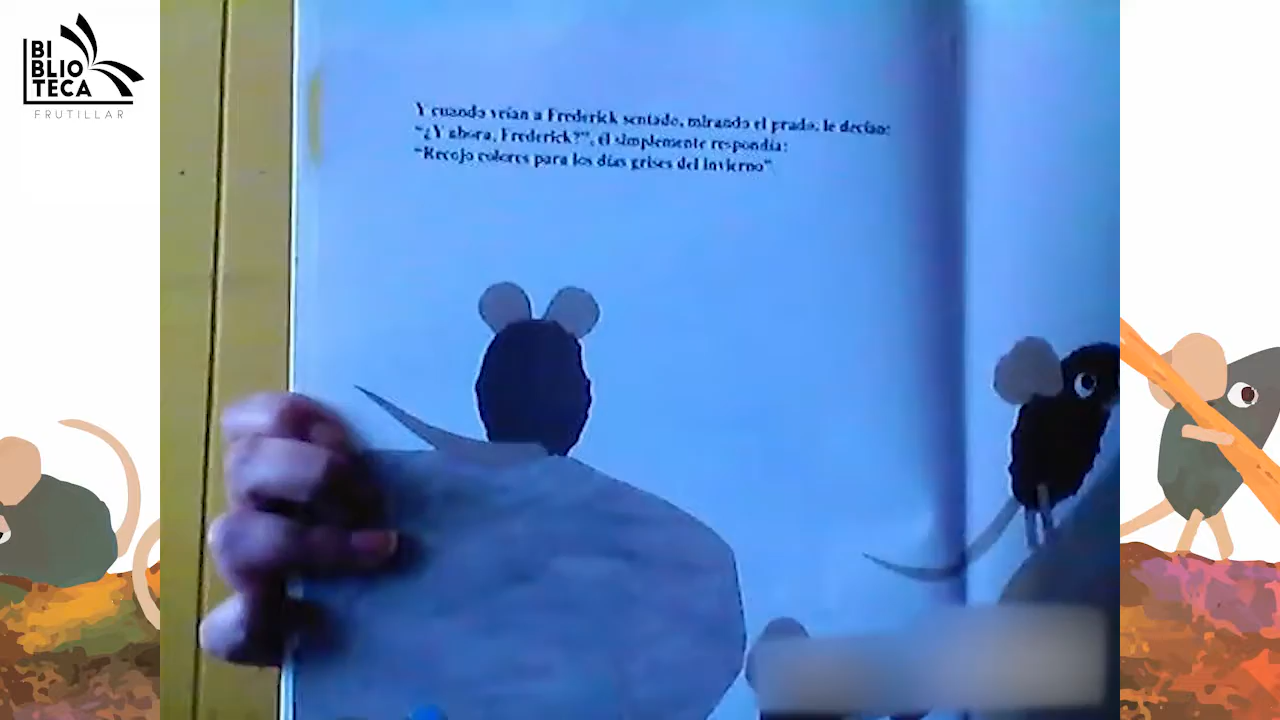 BI
BLIO
TECA
FRUTILLAR
Y cuando veían a Frederick sentado, mirando el prado, le decían:
"¿Y ahora, Frederick?", él simplemente respondía:
"Recojo colores para los días grises del invierno"